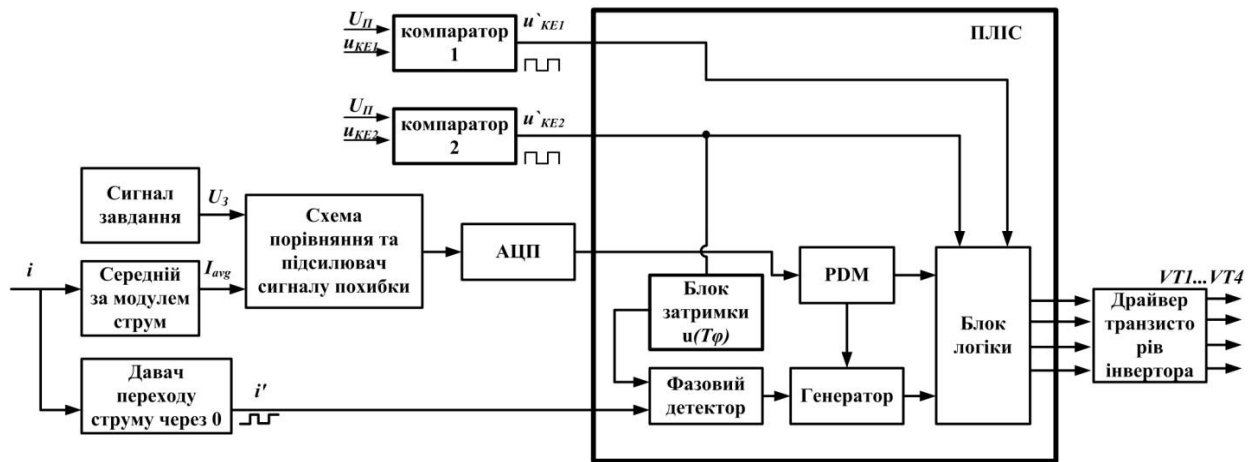 U_П
u_КЕ1
компаратор
1
u`_КЕ1
ПЛІС
U_П
u_КЕ2
компаратор
2
u`_КЕ2
Сигнал
завдання
U_З
Схема
порівняння та
підсилювач
сигналу похибки
АЦП
i
Середній
за модулем
струм
I_avg
Давач
переходу
струму через 0
i'
Блок
затримки
u(Tφ)
PDM
Фазовий
детектор
Генератор
Блок
логіки
VT1...VT4
Драйвер
транзисто
рів
інвертора